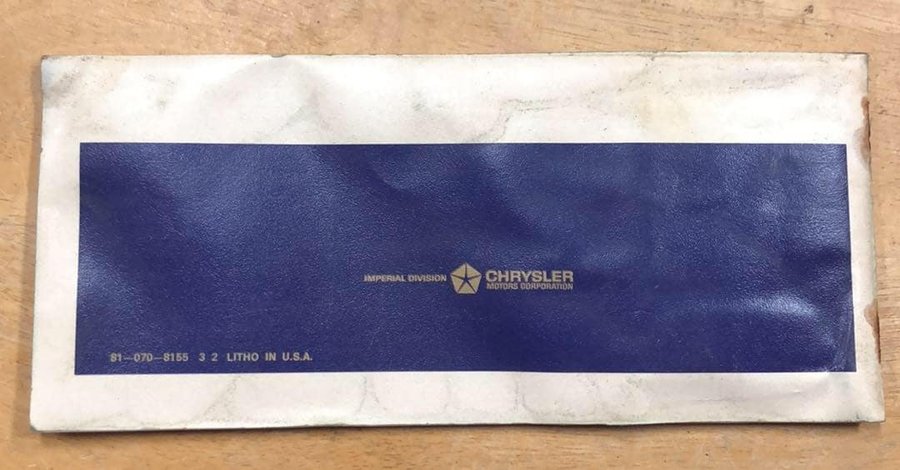 IMPERIAL DIVISION CHRYSLER
MOTORS CORPORATION
81-070-8155 3 2 LITHO IN U.S.A.